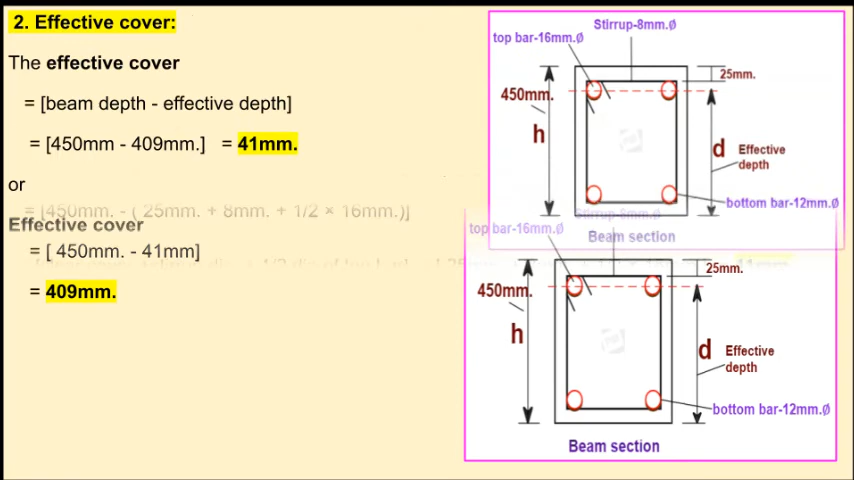 2. Effective cover:
The effective cover
= [beam depth - effective depth]
= [450mm - 409mm.] = 41mm.
or
= [450mm. - ( 25mm. + 8mm. + 1/2 × 16mm.)]
Effective cover
= [ 450mm. - 41mm]
= 409mm.
Stirrup-8mm.Ø
top bar-16mm.Ø
25mm.
450mm.
h
d
Effective
depth
bottom bar-12mm.Ø
Beam section
Stirrup-8mm.Ø
top bar-16mm.Ø
25mm.
450mm.
h
d
Effective
depth
bottom bar-12mm.Ø
Beam section